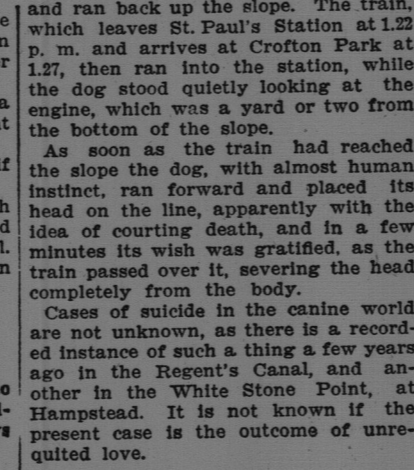 and ran back up the slope. The train,
which leaves St. Paul's Station at 1.22
p. m. and arrives at Crofton Park at
1.27, then ran into the station, while
the dog stood quietly looking at the
engine, which was a yard or two from
the bottom of the slope.
As soon as the train had reached
the slope the dog, with almost human
instinct, ran forward and placed its
head on the line, apparently with the
idea of courting death, and in a few
minutes its wish was gratified, as the
train passed over it, severing the head
completely from the body.
Cases of suicide in the canine world
are not unknown, as there is a record-
ed instance of such a thing a few years
ago in the Regent's Canal, and an-
other in the White Stone Point, at
Hampstead. It is not known if the
present case is the outcome of unre-
quited love.